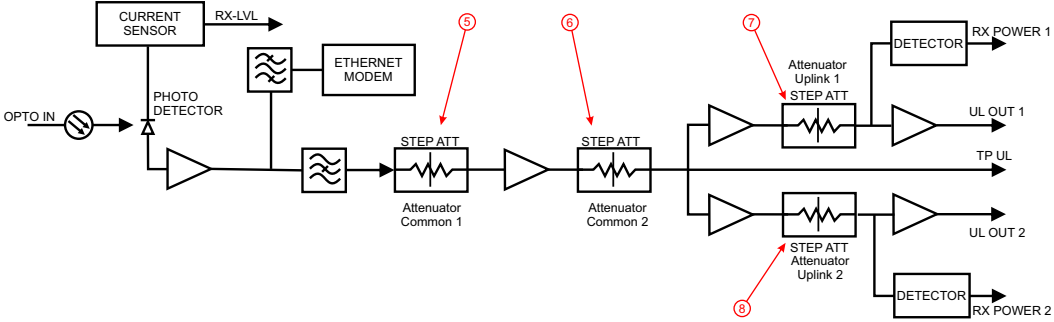 CURRENT
SENSOR
RX-LVL
ETHERNET
MODEM
OPTO IN
PHOTO
DETECTOR
5
STEP ATT
Attenuator
Common 1
6
STEP ATT
Attenuator
Common 2
7
Attenuator
Uplink 1
STEP ATT
DETECTOR
RX POWER 1
UL OUT 1
TP UL
UL OUT 2
STEP ATT
Attenuator
Uplink 2
8
DETECTOR
RX POWER 2